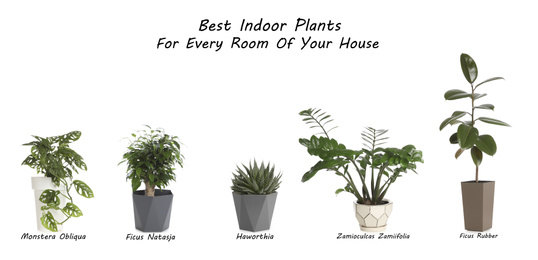 Best Indoor Plants
For Every Room Of Your House
Monstera Obliqua
Ficus Natasja
Haworthia
Zamioculcas Zamiifolia
Ficus Rubber